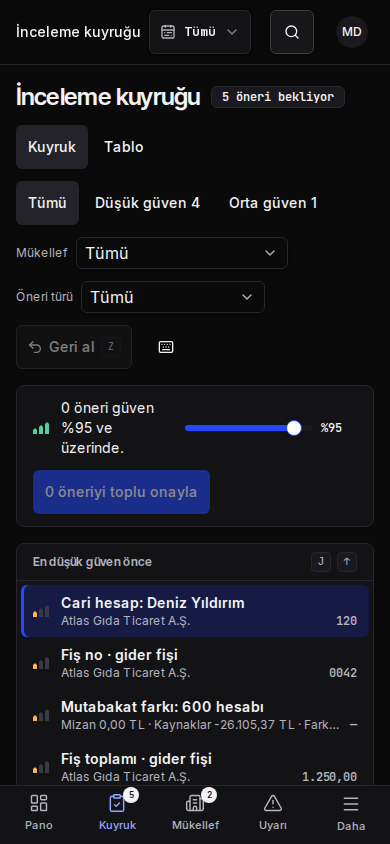 İnceleme kuyruğu
Tümü
MD
İnceleme kuyruğu
5 öneri bekliyor
Kuyruk
Tablo
Tümü
Düşük güven 4
Orta güven 1
Mükellef
Tümü
Öneri türü
Tümü
Geri al
Z
0 öneri güven
%95 ve
üzerinde.
%95
0 öneriyi toplu onayla
En düşük güven önce
J
↑
Cari hesap: Deniz Yıldırım
Atlas Gıda Ticaret A.Ş.
120
Fiş no · gider fişi
Atlas Gıda Ticaret A.Ş.
0042
Mutabakat farkı: 600 hesabı
Mizan 0,00 TL · Kaynaklar -26.105,37 TL · Fark...
—
Fiş toplamı · gider fişi
Atlas Gıda Ticaret A.Ş.
1.250,00
5
2
Pano
Kuyruk
Mükellef
Uyarı
Daha